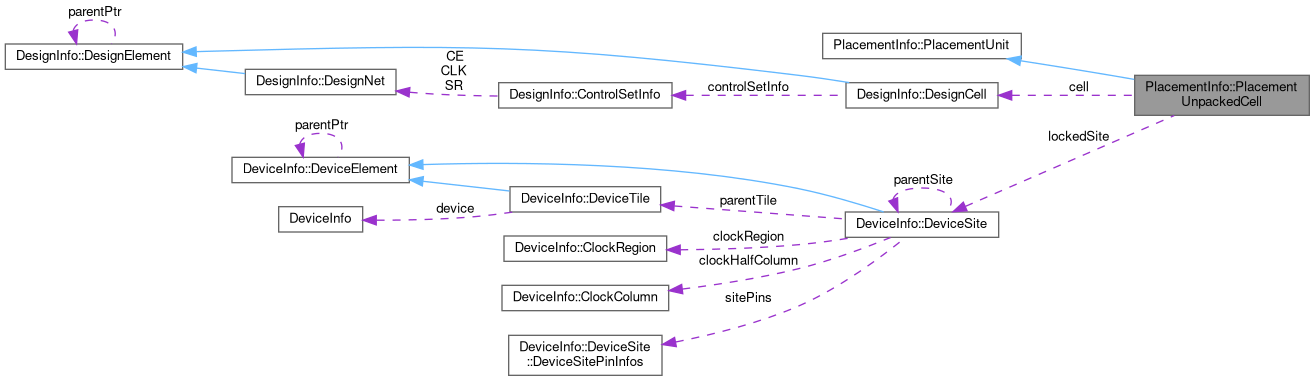 parentPtr
DesignInfo::DesignElement
DesignInfo::DesignNet
CE
CLK
SR
DesignInfo::ControlSetInfo
controlSetInfo
DesignInfo::DesignCell
PlacementInfo::PlacementUnit
cell
PlacementInfo::Placement
UnpackedCell
lockedSite
parentPtr
DeviceInfo::DeviceElement
DeviceInfo
device
DeviceInfo::DeviceTile
parentTile
parentSite
DeviceInfo::DeviceSite
DeviceInfo::ClockRegion
clockRegion
clockHalfColumn
DeviceInfo::ClockColumn
sitePins
DeviceInfo::DeviceSite
::DeviceSitePinInfos